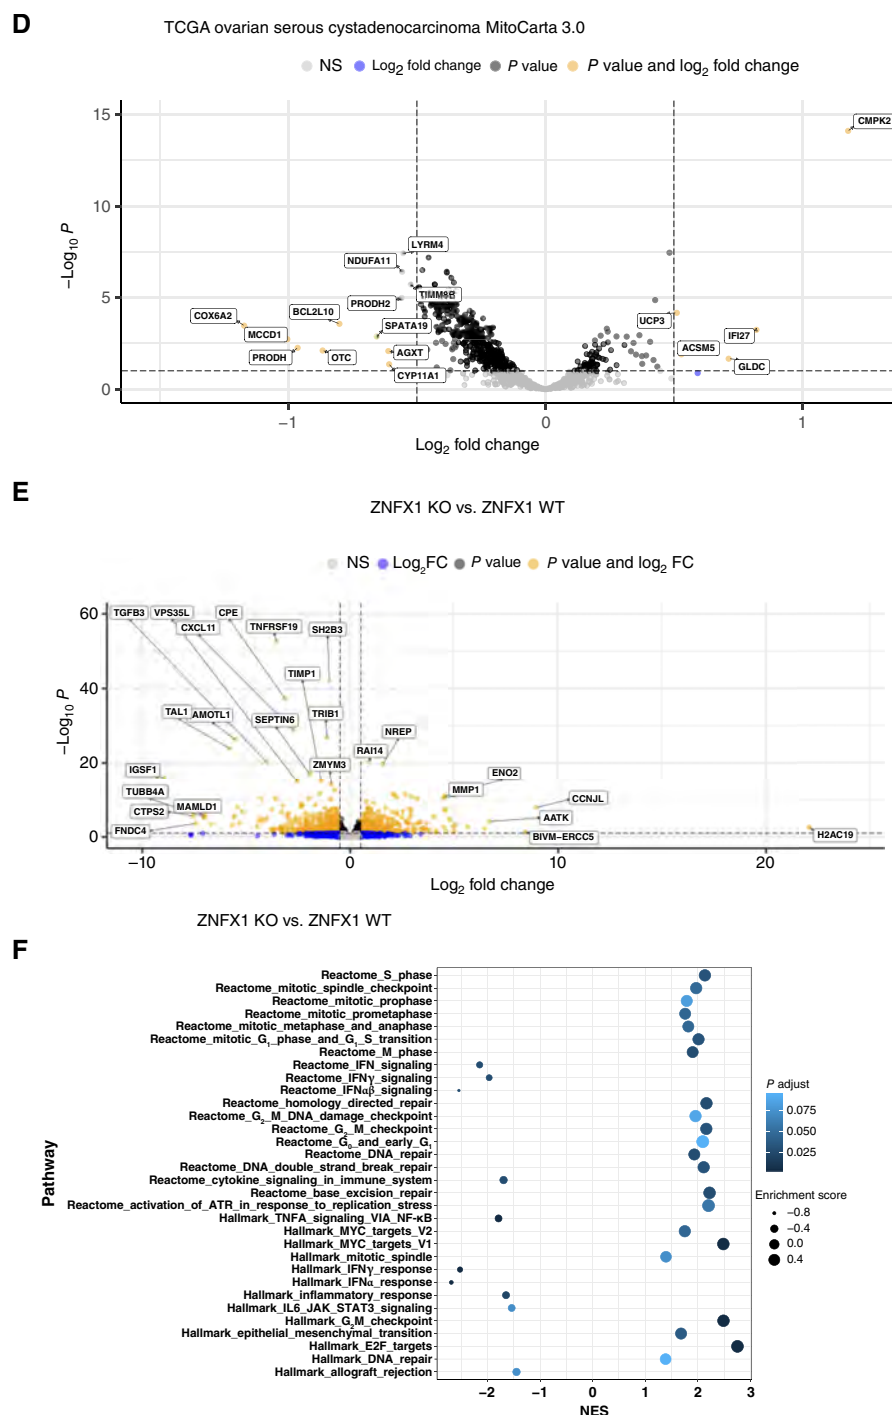 D
TCGA ovarian serous cystadenocarcinoma MitoCarta 3.0
NS Log2 fold change P value P value and log2 fold change
−Log10 P
15
10
5
0
CMPK2
LYRM4
NDUFA11
TIMM8B
PRODH2
COX6A2
BCL2L10
UCP3
SPATA19
MCCD1
IFI27
ACSM5
PRODH
OTC
AGXT
GLDC
CYP11A1
−1
0
1
Log2 fold change
E
ZNFX1 KO vs. ZNFX1 WT
NS Log2FC P value P value and log2 FC
−Log10 P
60
40
20
0
TGFB3
VPS35L
CPE
CXCL11
TNFRSF19
SH2B3
TIMP1
TAL1
AMOTL1
SEPTIN6
TRIB1
NREP
RAI14
IGSF1
ZMYM3
ENO2
TUBB4A
MMP1
CCNJL
CTPS2
MAMLD1
AATK
FNDC4
BIVM−ERCC5
H2AC19
−10
0
10
20
Log2 fold change
ZNFX1 KO vs. ZNFX1 WT
F
Pathway
Reactome_S_phase
Reactome_mitotic_spindle_checkpoint
Reactome_mitotic_prophase
Reactome_mitotic_prometaphase
Reactome_mitotic_metaphase_and_anaphase
Reactome_mitotic_G1_phase_and_G1_S_transition
Reactome_M_phase
Reactome_IFN_signaling
Reactome_IFNγ_signaling
Reactome_IFNαβ_signaling
Reactome_homology_directed_repair
Reactome_G2_M_DNA_damage_checkpoint
Reactome_G2_M_checkpoint
Reactome_G0_and_early_G1
Reactome_DNA_repair
Reactome_DNA_double_strand_break_repair
Reactome_cytokine_signaling_in_immune_system
Reactome_base_excision_repair
Reactome_activation_of_ATR_in_response_to_replication_stress
Hallmark_TNFA_signaling_VIA_NF-κB
Hallmark_MYC_targets_V2
Hallmark_MYC_targets_V1
Hallmark_mitotic_spindle
Hallmark_IFNγ_response
Hallmark_IFNα_response
Hallmark_inflammatory_response
Hallmark_IL6_JAK_STAT3_signaling
Hallmark_G2M_checkpoint
Hallmark_epithelial_mesenchymal_transition
Hallmark_E2F_targets
Hallmark_DNA_repair
Hallmark_allograft_rejection
−2
−1
0
1
2
3
NES
P adjust
0.075
0.050
0.025
Enrichment score
−0.8
−0.4
0.0
0.4